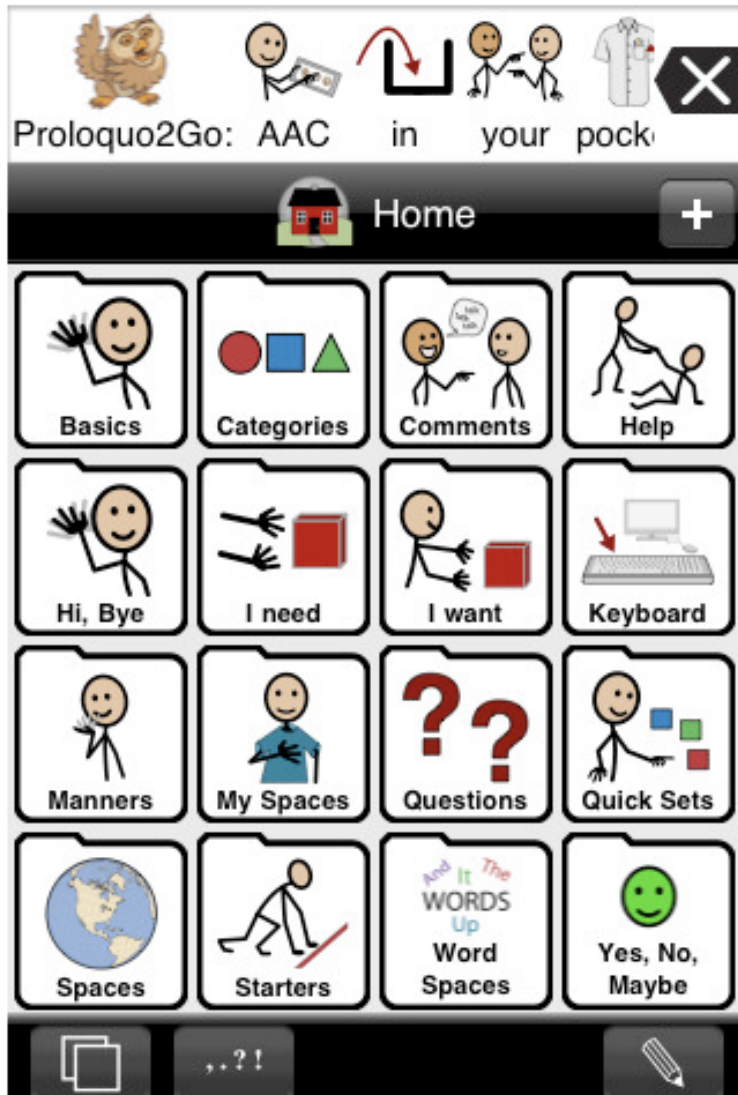 Proloquo2Go: AAC in your pock
Home
Basics Categories Comments Help
Hi, Bye I need I want Keyboard
Manners My Spaces Questions Quick Sets
And It The
WORDS
Up
Spaces Starters Word Spaces Yes, No, Maybe
,.?!